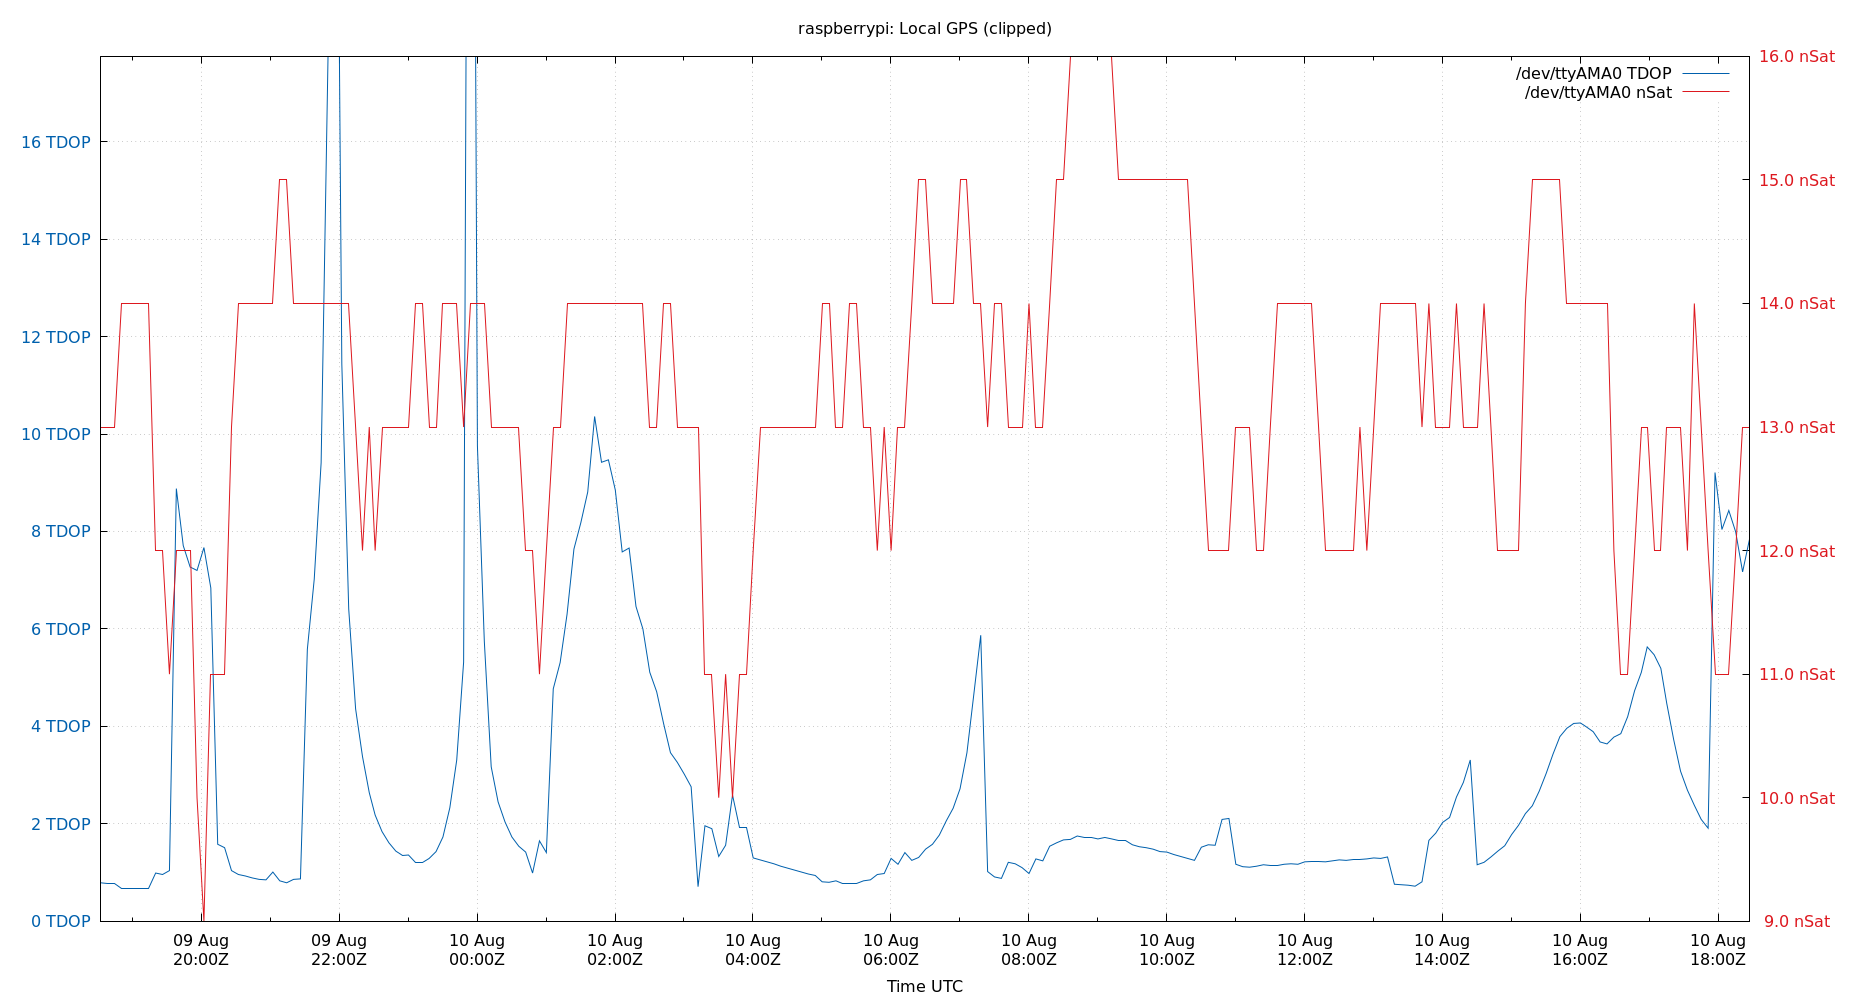 raspberrypi: Local GPS (clipped)
/dev/ttyAMA0 TDOP
/dev/ttyAMA0 nSat
16 TDOP
14 TDOP
12 TDOP
10 TDOP
8 TDOP
6 TDOP
4 TDOP
2 TDOP
0 TDOP
16.0 nSat
15.0 nSat
14.0 nSat
13.0 nSat
12.0 nSat
11.0 nSat
10.0 nSat
9.0 nSat
09 Aug
20:00Z
09 Aug
22:00Z
10 Aug
00:00Z
10 Aug
02:00Z
10 Aug
04:00Z
10 Aug
06:00Z
10 Aug
08:00Z
10 Aug
10:00Z
10 Aug
12:00Z
10 Aug
14:00Z
10 Aug
16:00Z
10 Aug
18:00Z
Time UTC